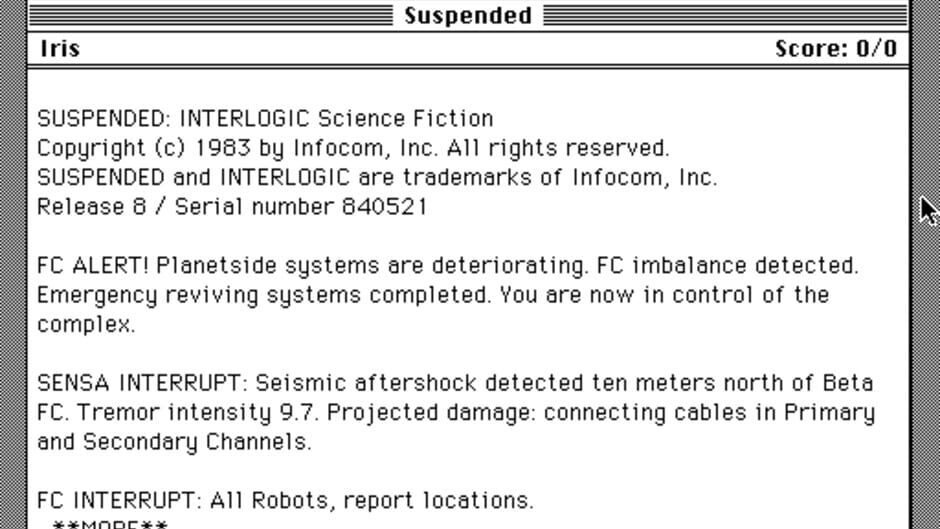 Suspended
Iris Score: 0/0
SUSPENDED: INTERLOGIC Science Fiction
Copyright (c) 1983 by Infocom, Inc. All rights reserved.
SUSPENDED and INTERLOGIC are trademarks of Infocom, Inc.
Release 8 / Serial number 840521
FC ALERT! Planetside systems are deteriorating. FC imbalance detected.
Emergency reviving systems completed. You are now in control of the
complex.
SENSA INTERRUPT: Seismic aftershock detected ten meters north of Beta
FC. Tremor intensity 9.7. Projected damage: connecting cables in Primary
and Secondary Channels.
FC INTERRUPT: All Robots, report locations.
**MORE**